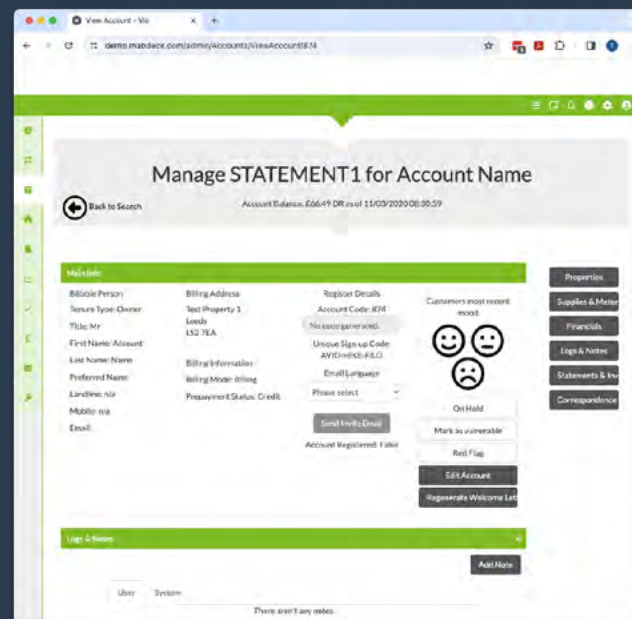 View Account - Vio
demo.mabdeck.com/admin/Accounts/ViewAccount/874
Manage STATEMENT1 for Account Name
Back to Search
Account Balance: £66.49 DR as of 11/03/2020 08:30:59
Main Info
Billable Person
Tenure Type: Owner
Title: Mr
First Name: Account
Last Name: Name
Preferred Name:
Landline: n/a
Mobile: n/a
Email:
Billing Address
Test Property 1
Leeds
LS2 7EA
Billing Information
Billing Mode: Billing
Prepayment Status: Credit
Register Details
Account Code: 874
No code generated.
Unique Sign up Code:
Email Language
Please select
Send Invite Email
Account Registered: False
Customers most recent
mood
On Hold
Mark as vulnerable
Red Flag
Edit Account
Regenerate Welcome Lett
Properties
Supplies & Meter
Financials
Logs & Notes
Statements & Inv
Correspondence
Logs & Notes
Add Note
User
System
There aren't any notes